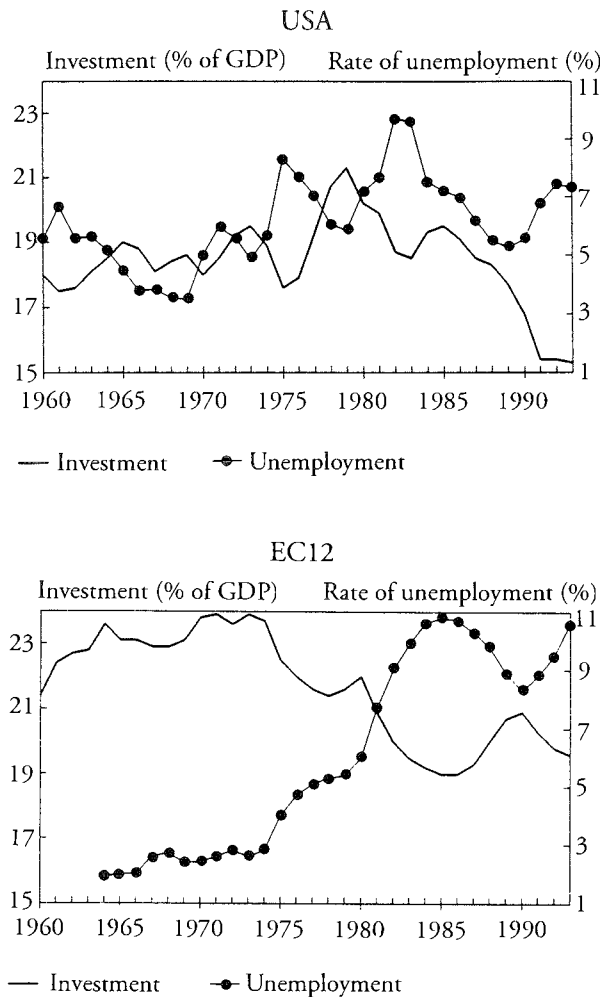 USA
Investment (% of GDP) Rate of unemployment (%)
23
21
19
17
15
11
9
7
5
3
1
1960 1965 1970 1975 1980 1985 1990
Investment Unemployment
EC12
Investment (% of GDP) Rate of unemployment (%)
23
21
19
16
15
11
9
7
5
3
1
1960 1965 1970 1975 1980 1985 1990
Investment Unemployment